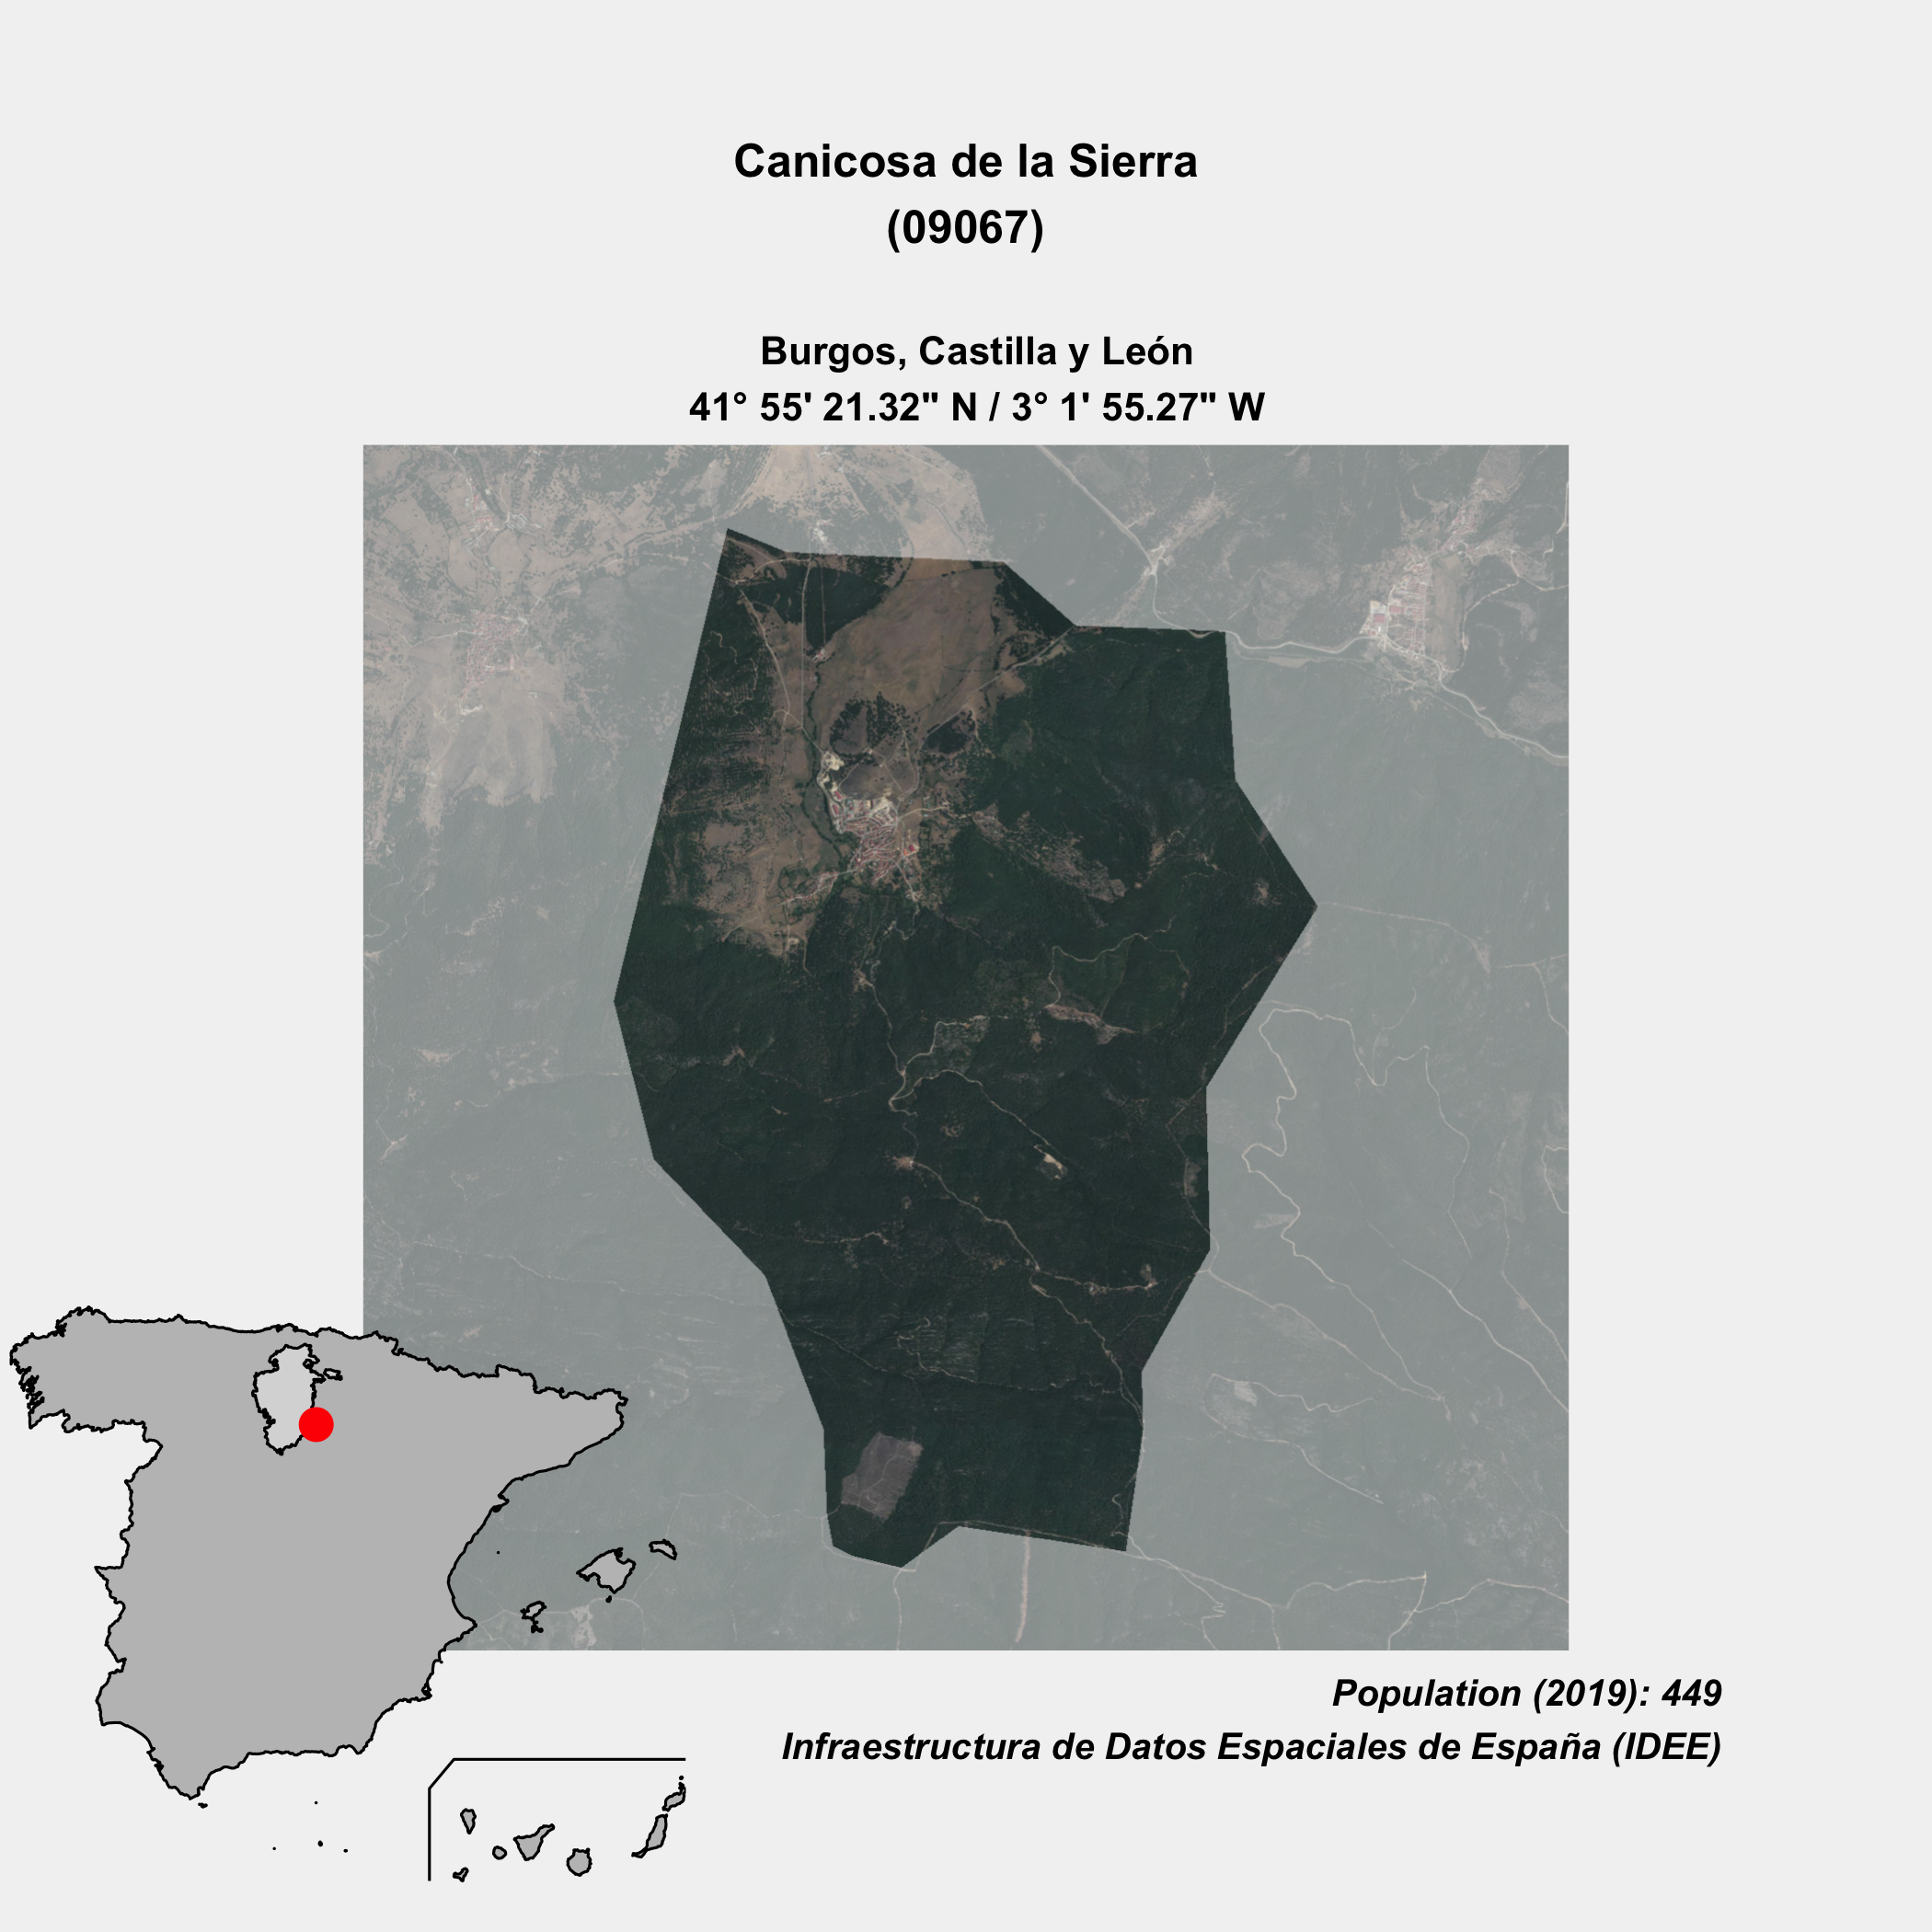 Canicosa de la Sierra
(09067)
Burgos, Castilla y León
41° 55' 21.32" N / 3° 1' 55.27" W
Population (2019): 449
Infraestructura de Datos Espaciales de España (IDEE)